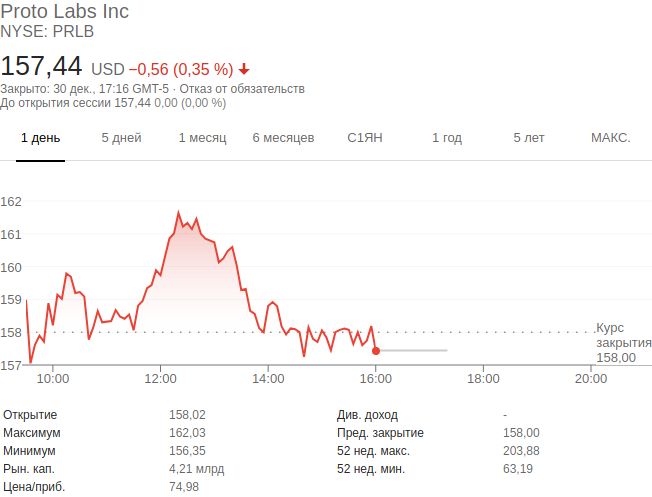 Proto Labs Inc
NYSE: PRLB
157,44 USD −0,56 (0,35 %)
Закрыто: 30 дек., 17:16 GMT-5 · Отказ от обязательств
До открытия сессии 157,44 0,00 (0,00 %)
1 день 5 дней 1 месяц 6 месяцев С1ЯН 1 год 5 лет МАКС.
162
161
160
159
158
157
Курс
закрытия
158,00
10:00 12:00 14:00 16:00 18:00 20:00
Открытие 158,02 Див. доход -
Максимум 162,03 Пред. закрытие 158,00
Минимум 156,35 52 нед. макс. 203,88
Рын. кап. 4,21 млрд 52 нед. мин. 63,19
Цена/приб. 74,98